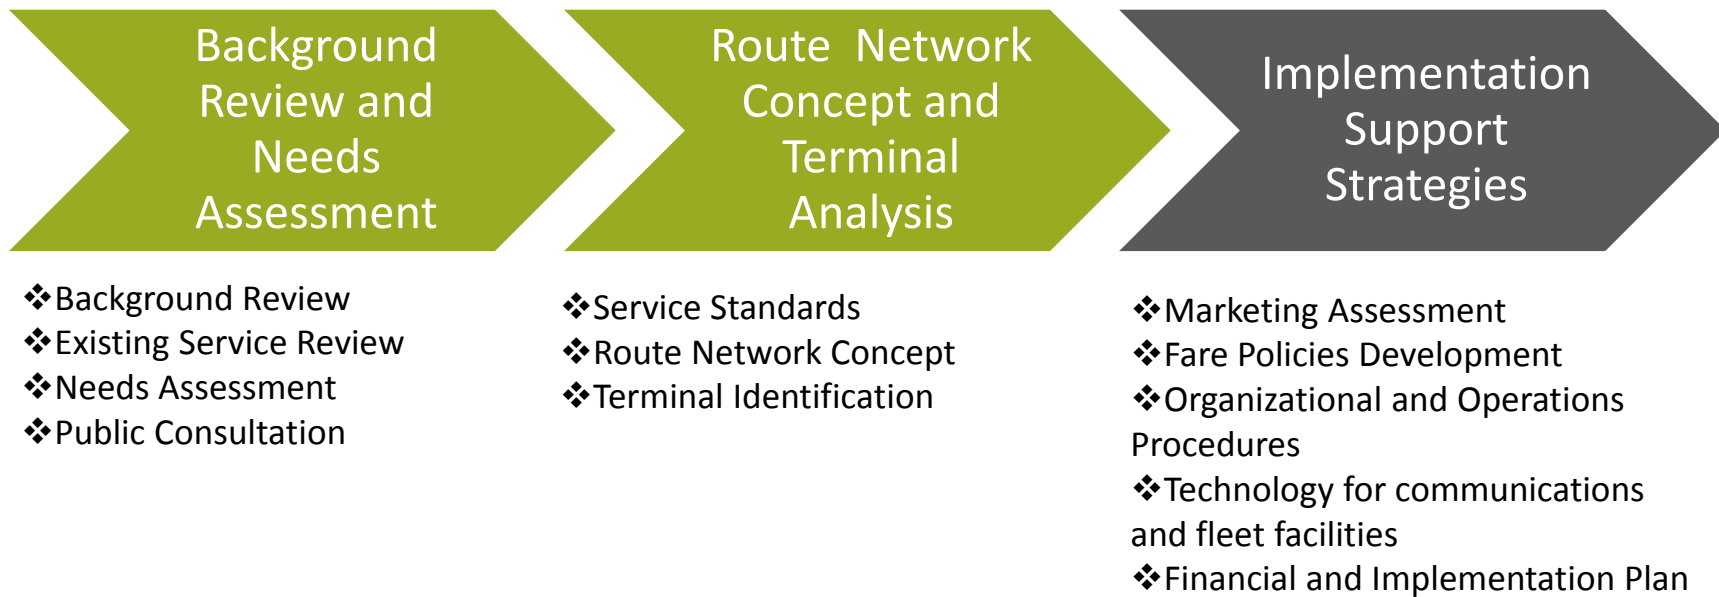 Background
Review and
Needs
Assessment
Route Network
Concept and
Terminal
Analysis
Implementation
Support
Strategies
❖Background Review
❖Existing Service Review
❖Needs Assessment
❖Public Consultation
❖Service Standards
❖Route Network Concept
❖Terminal Identification
❖Marketing Assessment
❖Fare Policies Development
❖Organizational and Operations
Procedures
❖Technology for communications
and fleet facilities
❖Financial and Implementation Plan